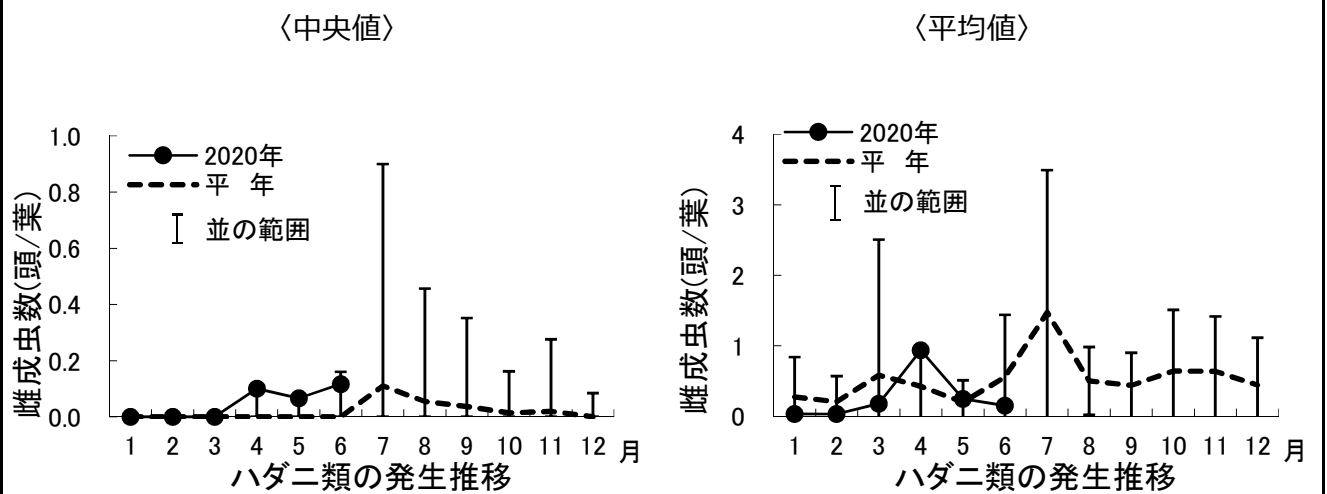 〈中央値〉
1.0
0.8
0.6
0.4
0.2
0.0
雌成虫数(頭/葉)
2020年
平 年
並の範囲
1 2 3 4 5 6 7 8 9 10 11 12 月
ハダニ類の発生推移
〈平均値〉
4
3
2
1
0
雌成虫数(頭/葉)
2020年
平 年
並の範囲
1 2 3 4 5 6 7 8 9 10 11 12 月
ハダニ類の発生推移